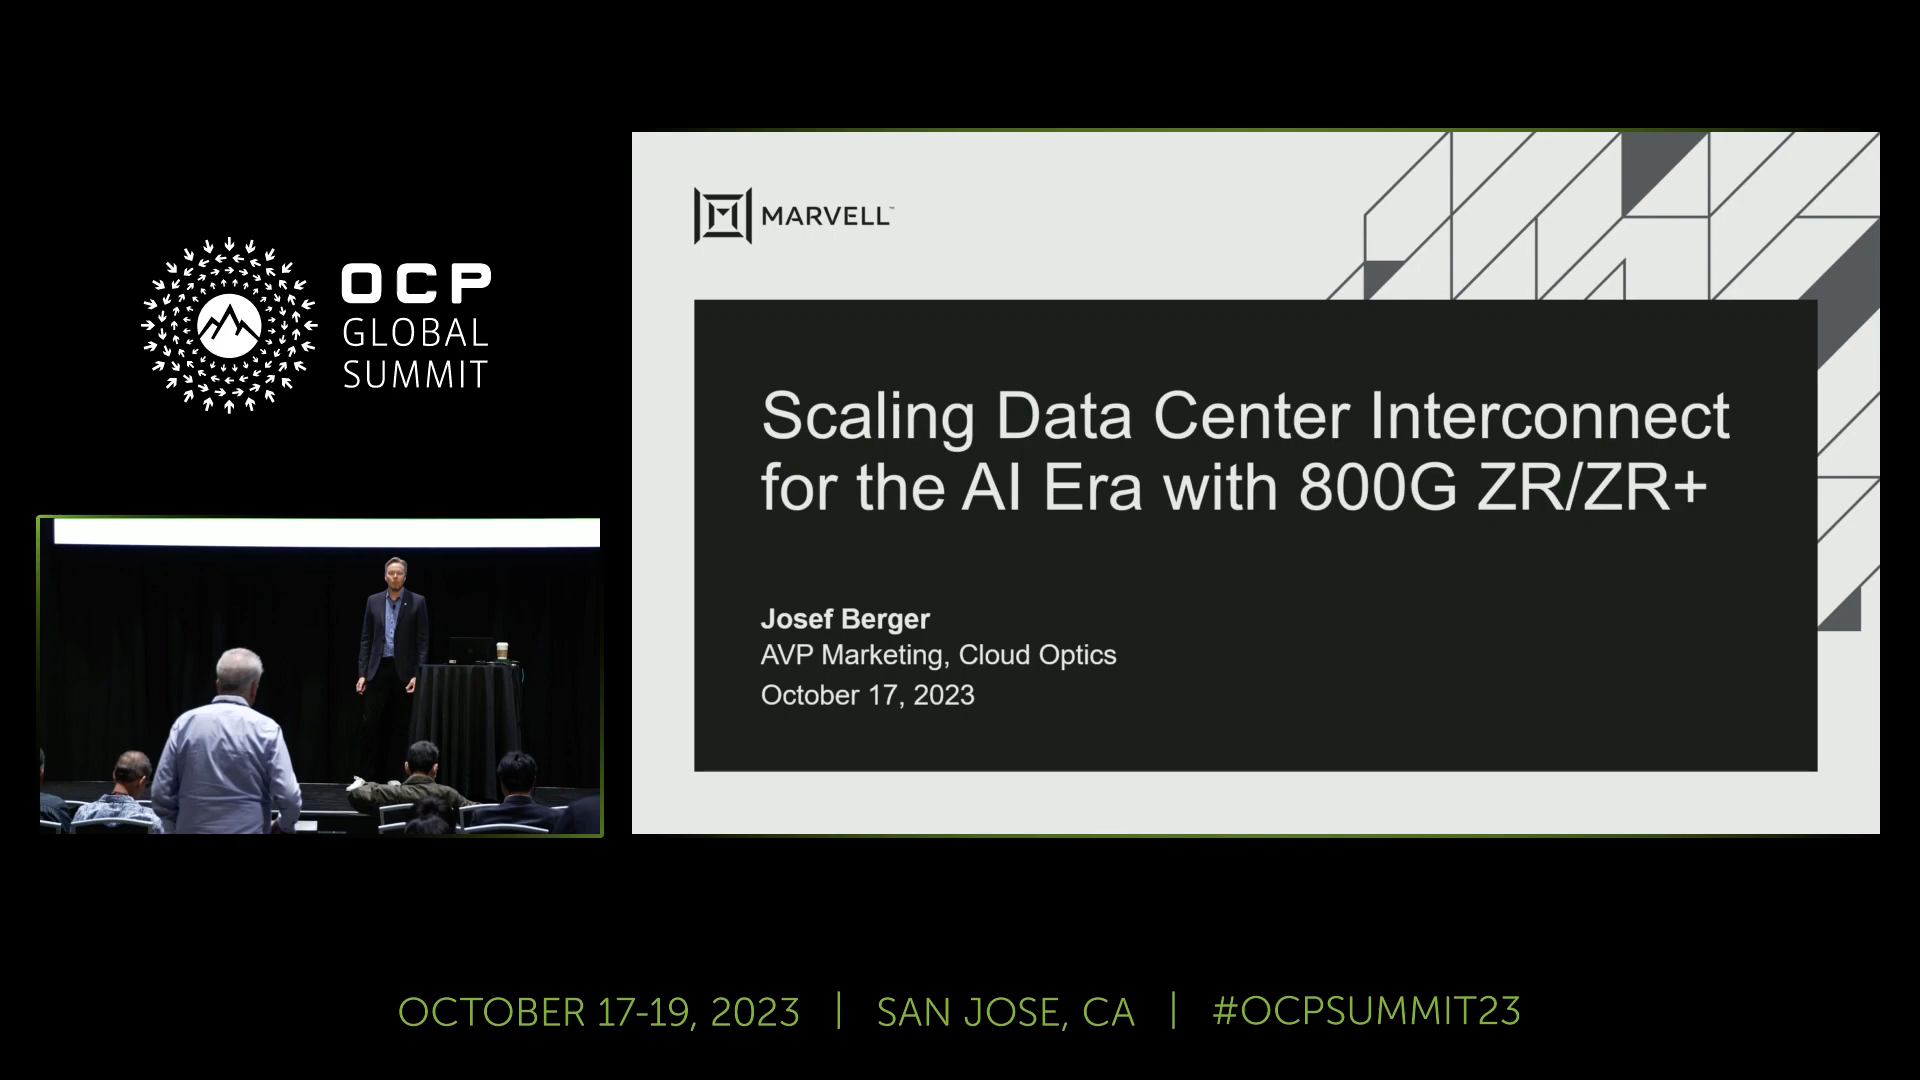 OCP
GLOBAL
SUMMIT
MARVELL™
Scaling Data Center Interconnect
for the AI Era with 800G ZR/ZR+
Josef Berger
AVP Marketing, Cloud Optics
October 17, 2023
OCTOBER 17-19, 2023 | SAN JOSE, CA | #OCPSUMMIT23